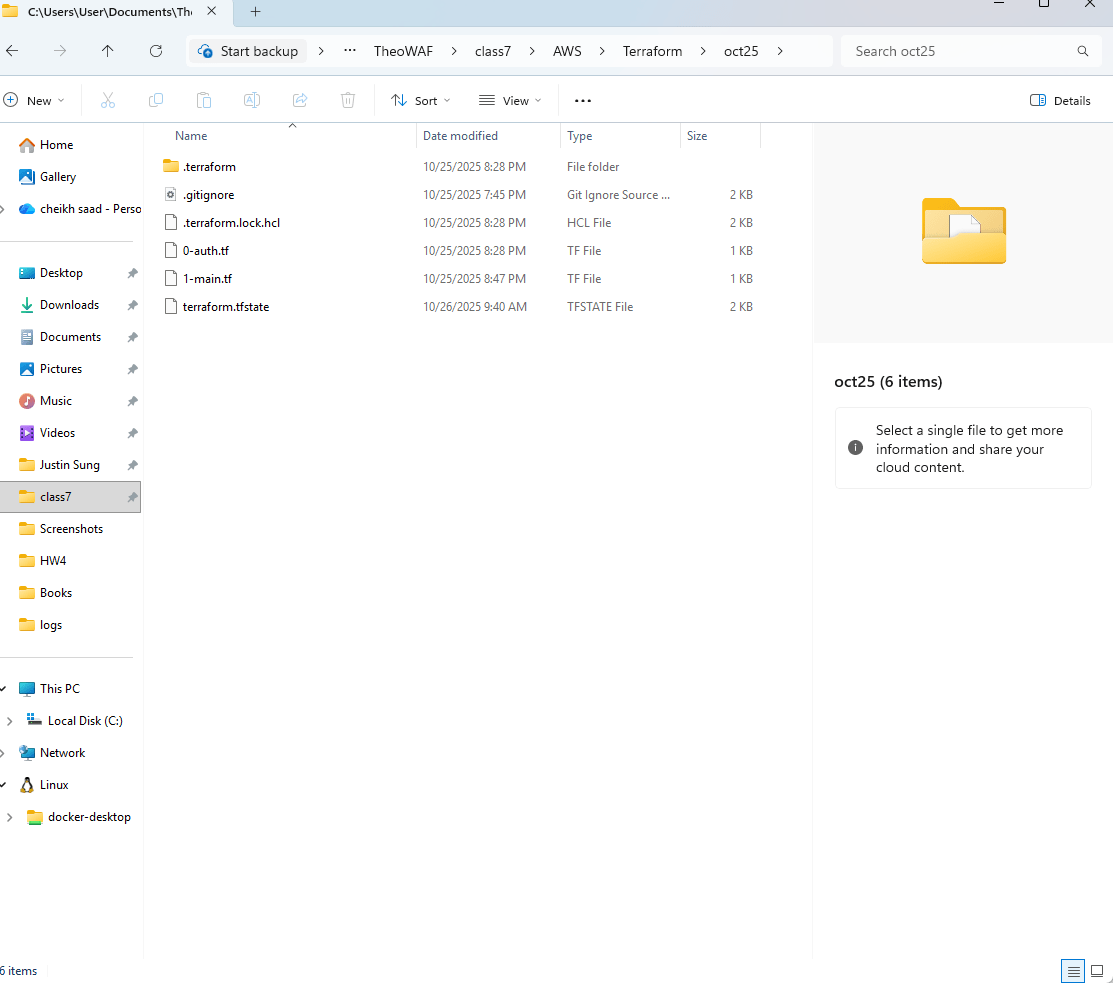 C:\Users\User\Documents\The
Start backup > ... TheoWAF > class7 > AWS > Terraform > oct25 >
Search oct25
New
Sort
View
...
Details
Home
Gallery
cheikh saad - Perso
Desktop
Downloads
Documents
Pictures
Music
Videos
Justin Sung
class7
Screenshots
HW4
Books
logs
This PC
Local Disk (C:)
Network
Linux
docker-desktop
Name Date modified Type Size
.terraform 10/25/2025 8:28 PM File folder
.gitignore 10/25/2025 7:45 PM Git Ignore Source ... 2 KB
.terraform.lock.hcl 10/25/2025 8:28 PM HCL File 2 KB
0-auth.tf 10/25/2025 8:28 PM TF File 1 KB
1-main.tf 10/25/2025 8:47 PM TF File 1 KB
terraform.tfstate 10/26/2025 9:40 AM TFSTATE File 2 KB
oct25 (6 items)
Select a single file to get more
information and share your
cloud content.
6 items